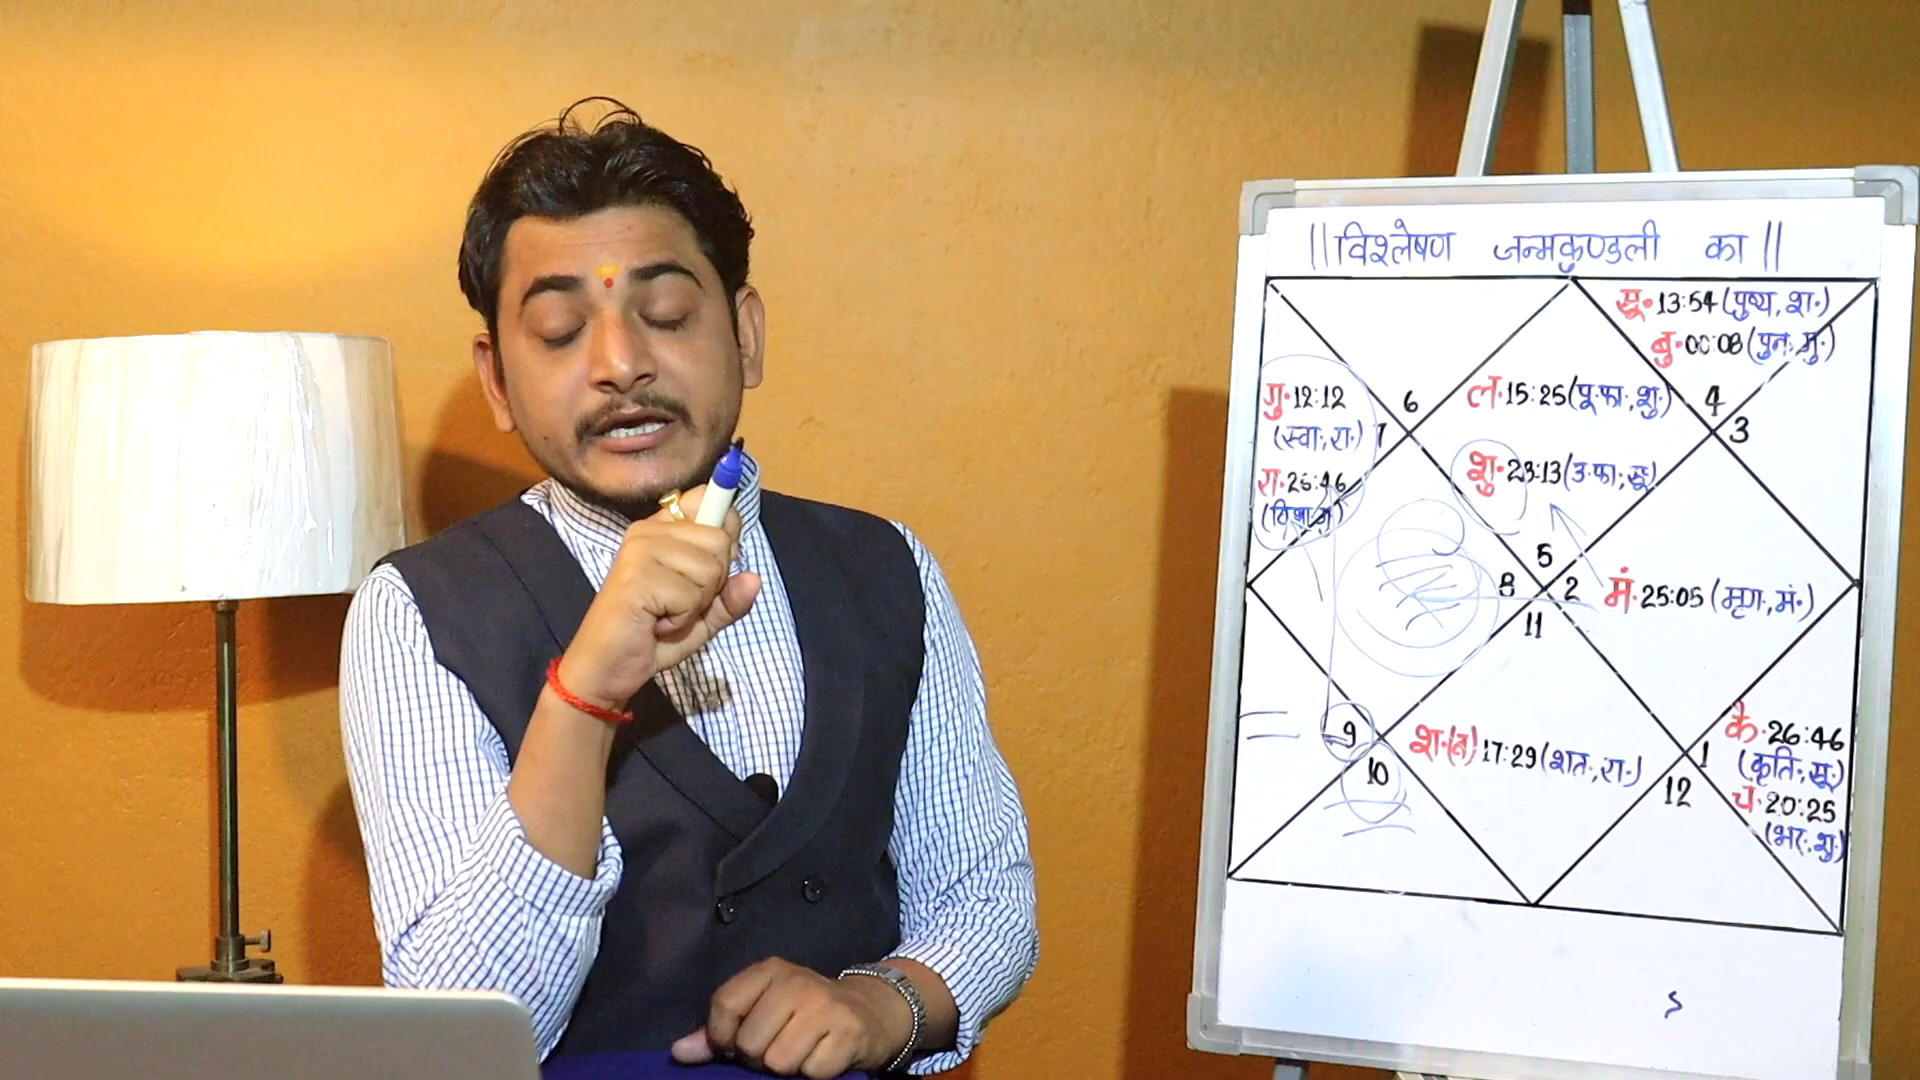 ||विश्लेषण जन्मकुण्डली का||
सू॰13:54(पुष्य,श॰)
बु॰00:08(पुन॰,गु॰)
गु॰12:12
(स्वा॰,रा॰)
7
6
ल॰15:25(पू॰फा॰,शु॰)
4
3
रा॰26:46
शु॰23:13(उ॰फा॰,सू॰)
5
8
2
11
मं॰25:05(मृग॰,मं॰)
9
10
श॰(व)17:29(शत॰,रा॰)
1
12
के॰26:46
(कृति॰,सू॰)
चं॰20:25
(भर॰,शु॰)